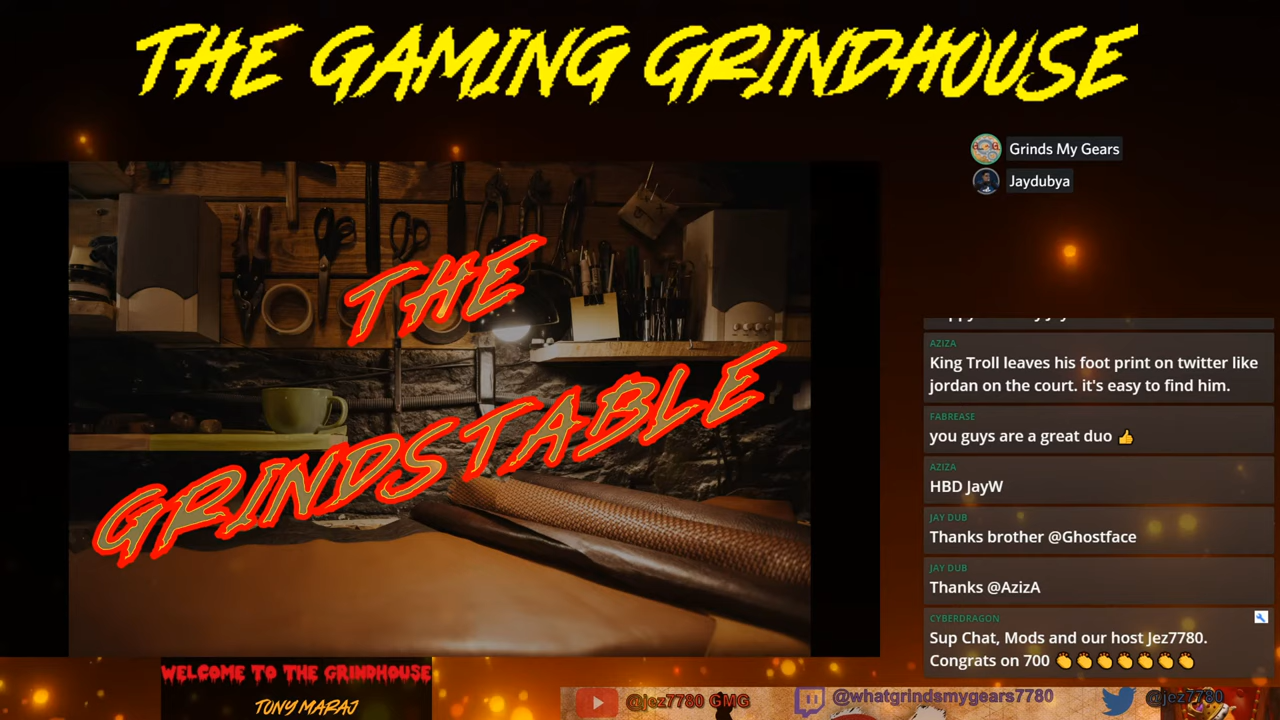 THE GAMING GRINDHOUSE
Grinds My Gears
Jaydubya
THE
GRINDSTABLE
AZIZA
King Troll leaves his foot print on twitter like
jordan on the court. it's easy to find him.
FABREASE
you guys are a great duo 👍
AZIZA
HBD JayW
JAY DUB
Thanks brother @Ghostface
JAY DUB
Thanks @AzizA
CYBERDRAGON
Sup Chat, Mods and our host Jez7780.
Congrats on 700 👏👏👏👏👏👏👏
WELCOME TO THE GRINDHOUSE
TONY MARAJ
@jez7780 GMG
@whatgrindsmygears7780
@jez7780